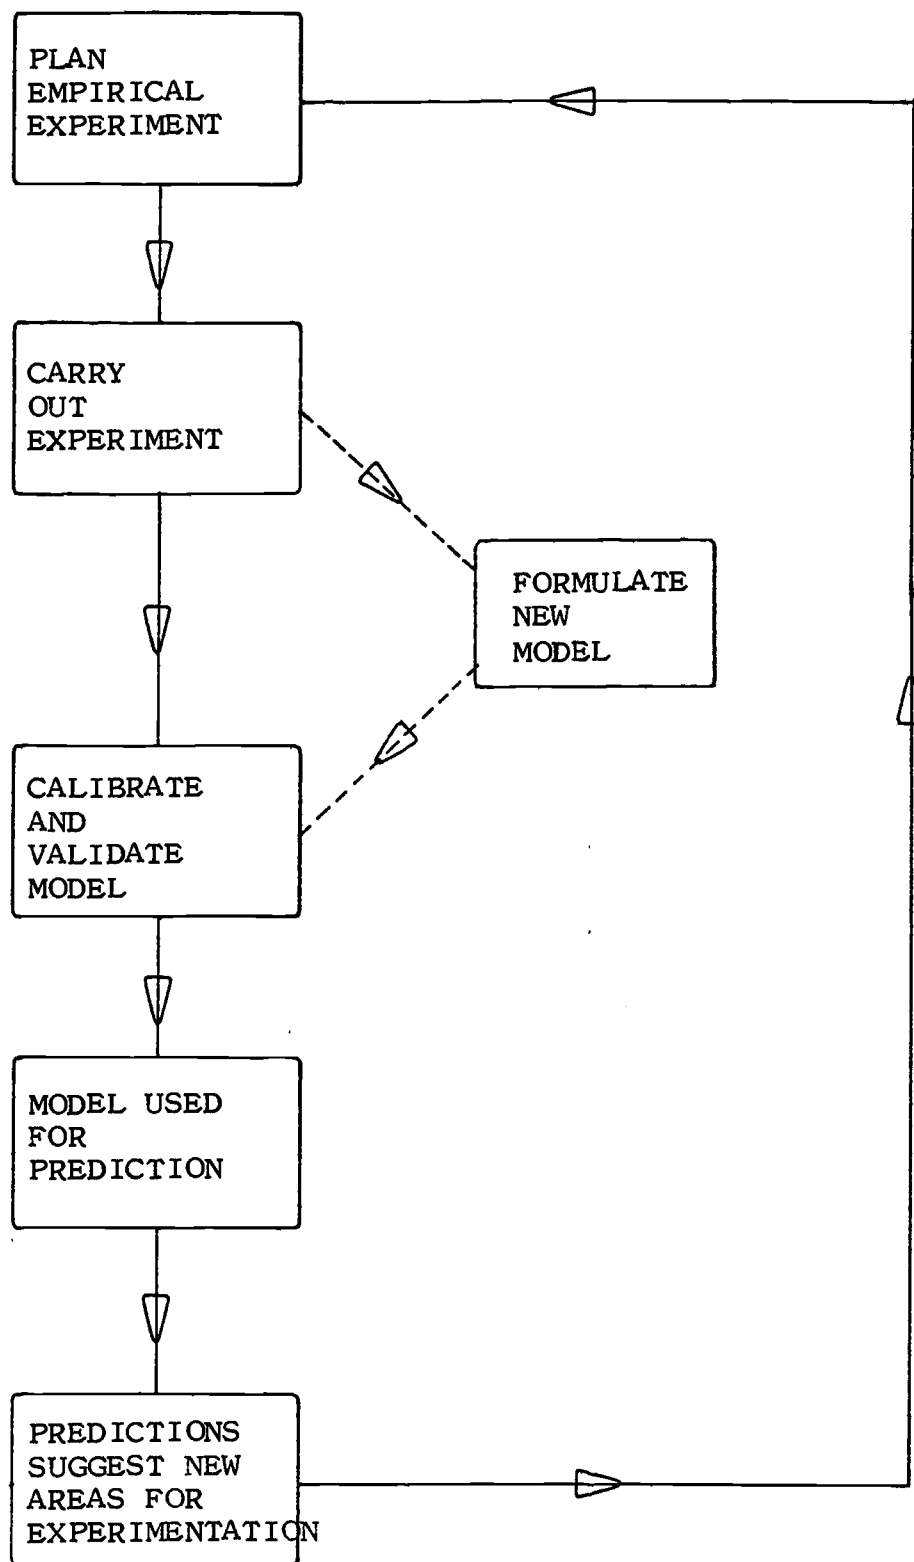 PLAN
EMPIRICAL
EXPERIMENT
CARRY
OUT
EXPERIMENT
FORMULATE
NEW
MODEL
CALIBRATE
AND
VALIDATE
MODEL
MODEL USED
FOR
PREDICTION
PREDICTIONS
SUGGEST NEW
AREAS FOR
EXPERIMENTATION